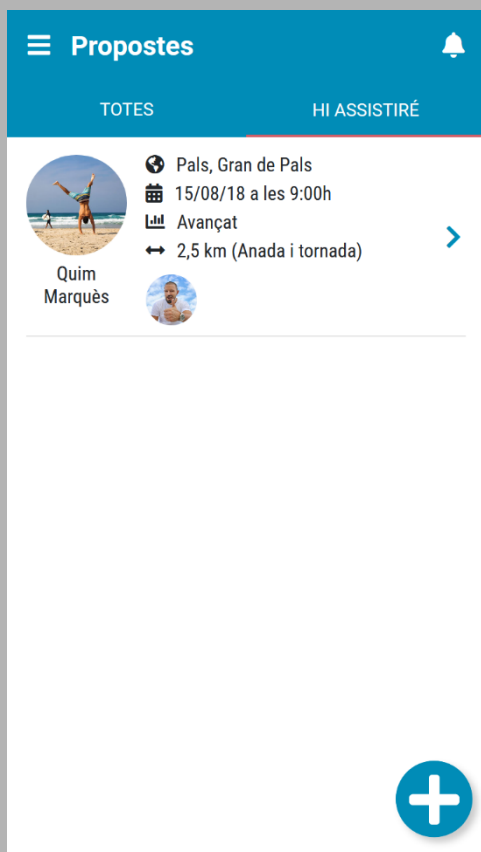 Propostes
TOTES
HI ASSISTIRÉ
Pals, Gran de Pals
15/08/18 a les 9:00h
Avançat
2,5 km (Anada i tornada)
Quim
Marquès